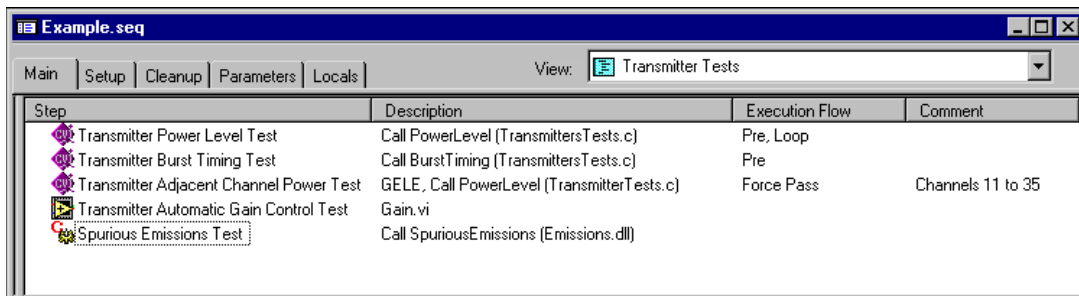 Example.seq
Main Setup Cleanup Parameters Locals View: Transmitter Tests
Step Description Execution Flow Comment
CVI Transmitter Power Level Test Call PowerLevel (TransmittersTests.c) Pre, Loop
CVI Transmitter Burst Timing Test Call BurstTiming (TransmittersTests.c) Pre
CVI Transmitter Adjacent Channel Power Test GELE, Call PowerLevel (TransmitterTests.c) Force Pass Channels 11 to 35
Transmitter Automatic Gain Control Test Gain.vi
C Spurious Emissions Test Call SpuriousEmissions (Emissions.dll)